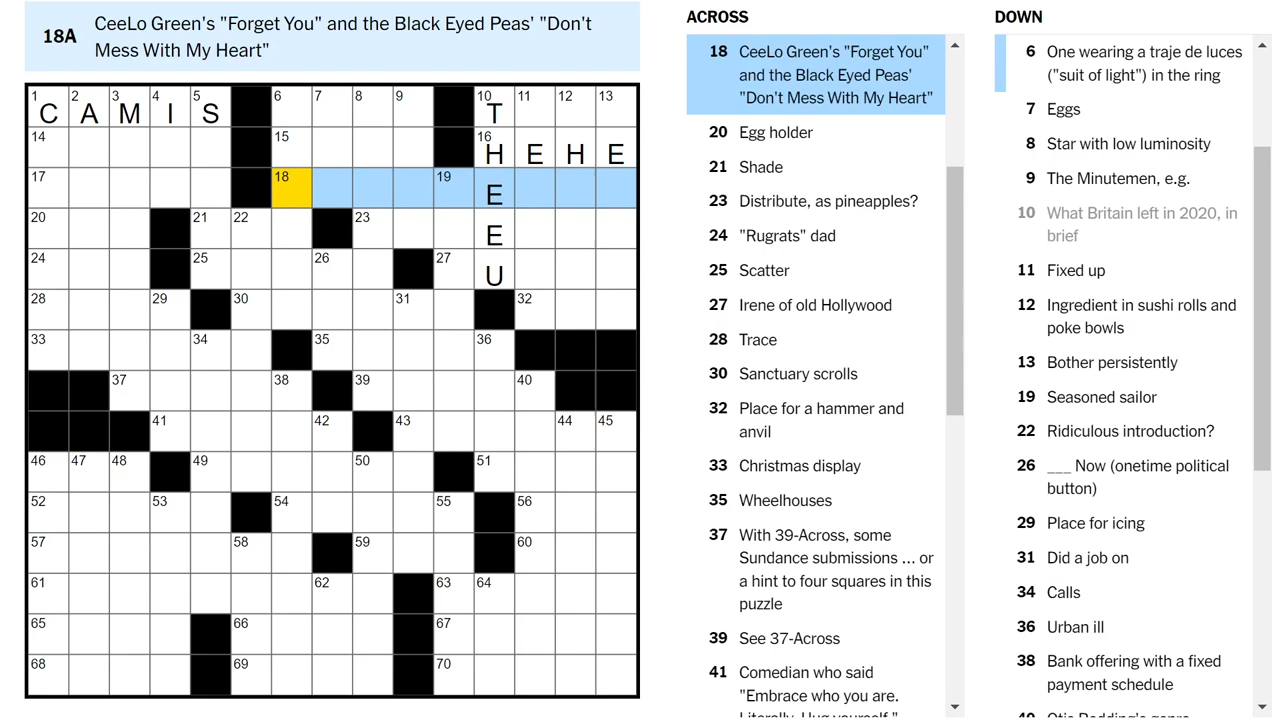 18A
CeeLo Green's "Forget You" and the Black Eyed Peas' "Don't
Mess With My Heart"
1 2 3 4 5 6 7 8 9 10 11 12 13
C A M I S T
14 15 16
H E H E
17 18 19
E
20 21 22 23
E
24 25 26 27
U
28 29 30 31 32
33 34 35 36
37 38 39 40
41 42 43 44 45
46 47 48 49 50 51
52 53 54 55 56
57 58 59 60
61 62 63 64
65 66 67
68 69 70
ACROSS
18 CeeLo Green's "Forget You"
and the Black Eyed Peas'
"Don't Mess With My Heart"
20 Egg holder
21 Shade
23 Distribute, as pineapples?
24 "Rugrats" dad
25 Scatter
27 Irene of old Hollywood
28 Trace
30 Sanctuary scrolls
32 Place for a hammer and
anvil
33 Christmas display
35 Wheelhouses
37 With 39-Across, some
Sundance submissions ... or
a hint to four squares in this
puzzle
39 See 37-Across
41 Comedian who said
"Embrace who you are.
Literally. Hug yourself."
DOWN
6 One wearing a traje de luces
("suit of light") in the ring
7 Eggs
8 Star with low luminosity
9 The Minutemen, e.g.
10 What Britain left in 2020, in
brief
11 Fixed up
12 Ingredient in sushi rolls and
poke bowls
13 Bother persistently
19 Seasoned sailor
22 Ridiculous introduction?
26 ___ Now (onetime political
button)
29 Place for icing
31 Did a job on
34 Calls
36 Urban ill
38 Bank offering with a fixed
payment schedule
40 Otis Redding's genre